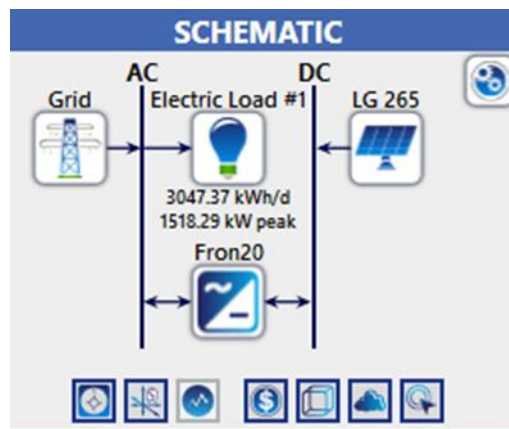 SCHEMATIC
AC DC
Grid Electric Load #1 LG 265
3047.37 kWh/d
1518.29 kW peak
Fron20